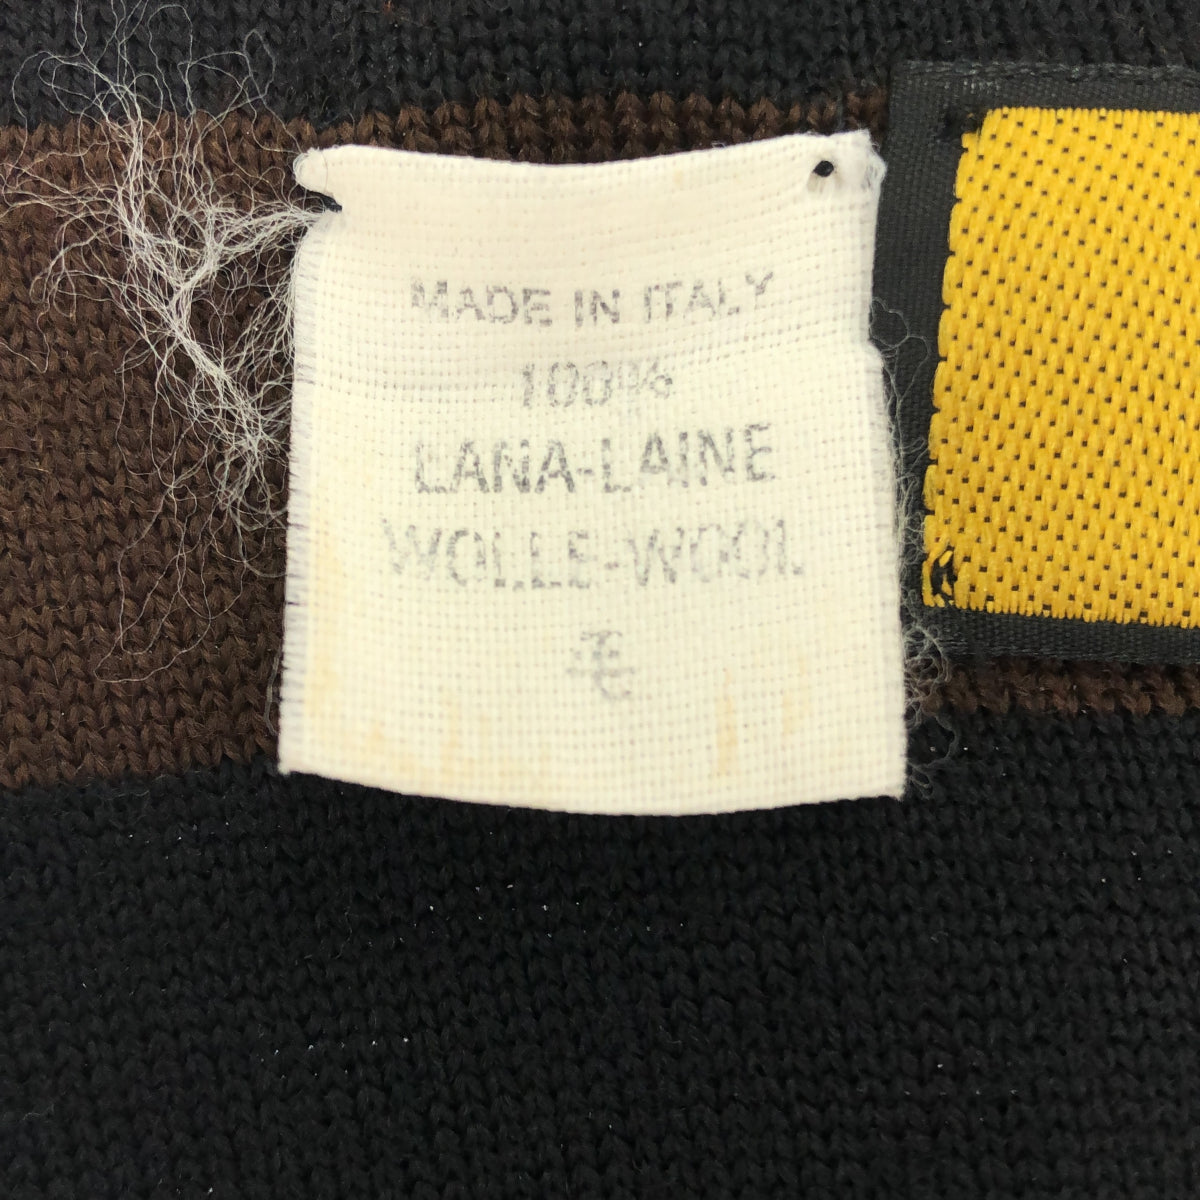 MADE IN ITALY
100%
LANA-LAINE
WOLLE-WOOL